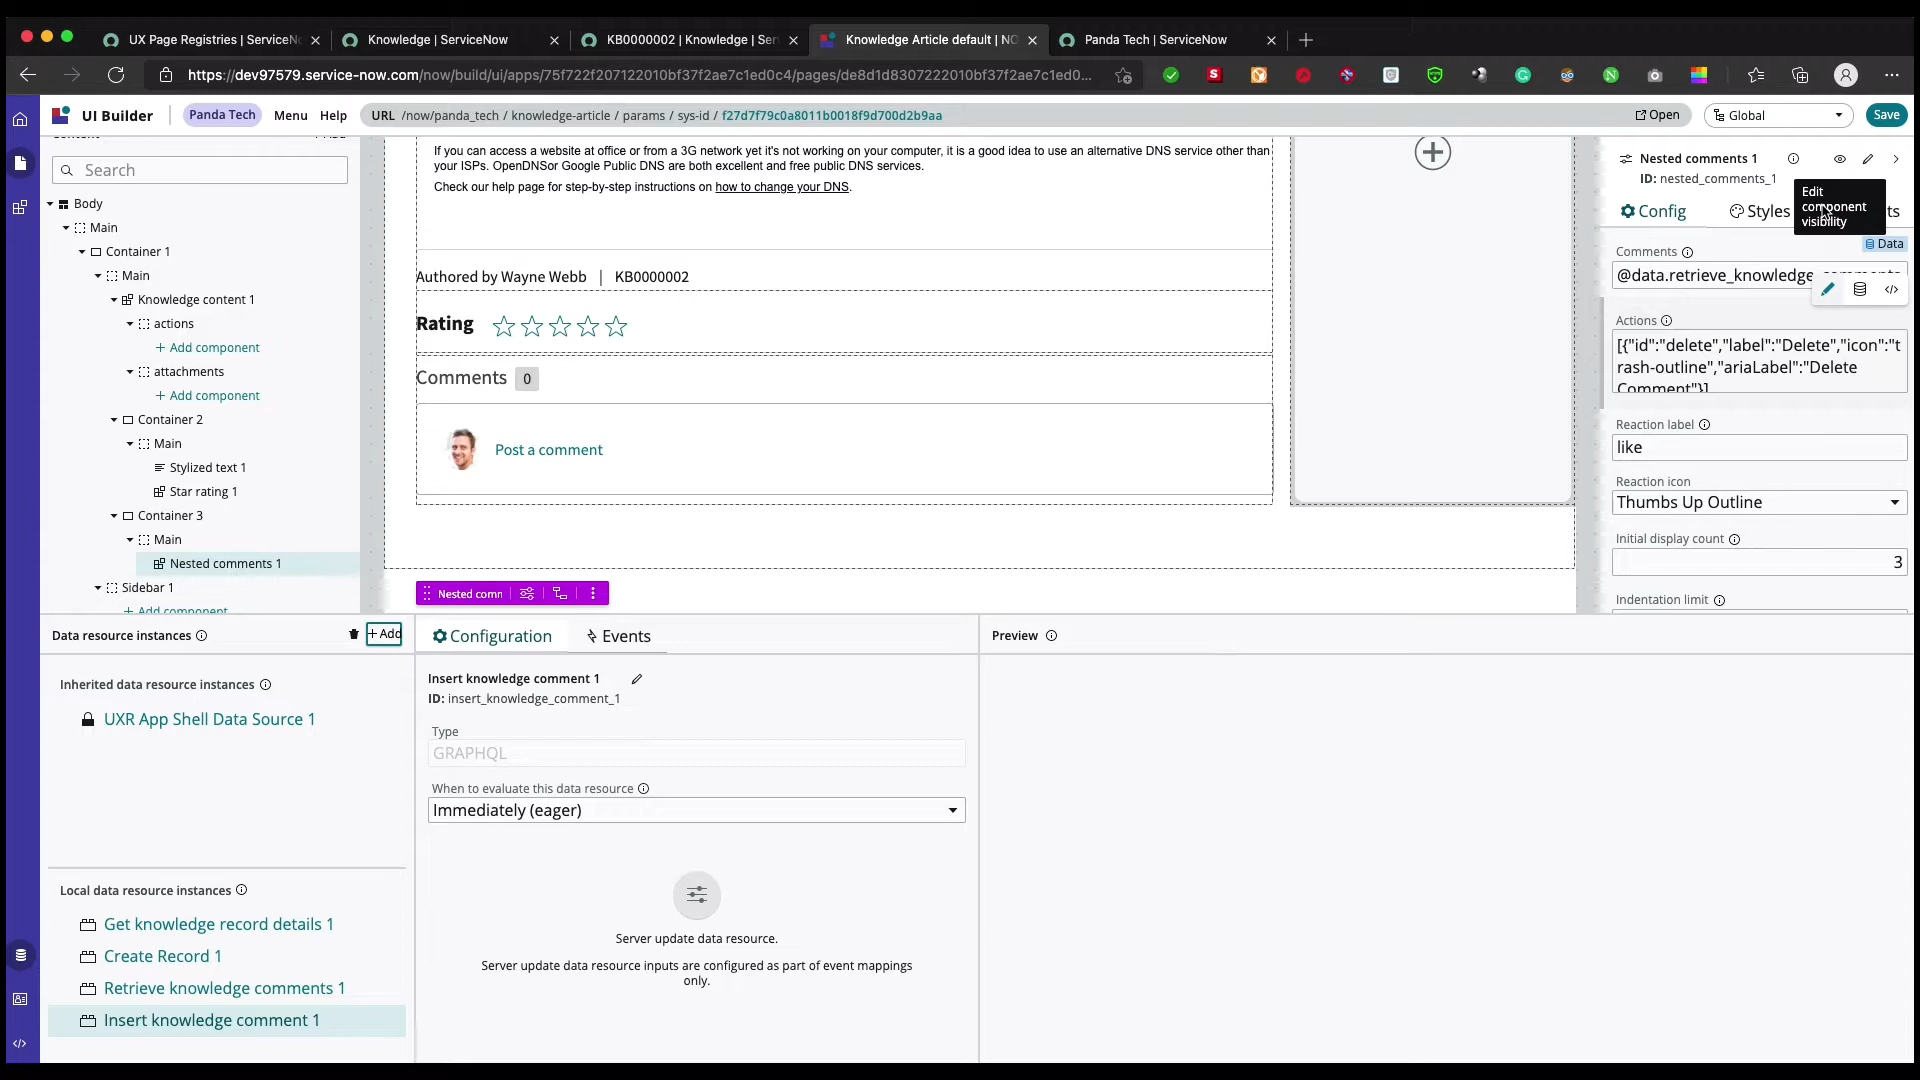 UX Page Registries | ServiceN
Knowledge | ServiceNow
KB0000002 | Knowledge | Ser
Knowledge Article default | NO
Panda Tech | ServiceNow
https://dev97579.service-now.com/now/build/ui/apps/75f722f207122010bf37f2ae7c1ed0c4/pages/de8d1d8307222010bf37f2ae7c1ed0...
UI Builder
Panda Tech
Menu
Help
URL /now/panda_tech / knowledge-article / params / sys-id / f27d7f79c0a8011b0018f9d700d2b9aa
Open
Global
Save
Search
Body
Main
Container 1
Main
Knowledge content 1
actions
+ Add component
attachments
+ Add component
Container 2
Main
Stylized text 1
Star rating 1
Container 3
Main
Nested comments 1
Sidebar 1
+ Add component
If you can access a website at office or from a 3G network yet it's not working on your computer, it is a good idea to use an alternative DNS service other than
your ISPs. OpenDNSor Google Public DNS are both excellent and free public DNS services.
Check our help page for step-by-step instructions on how to change your DNS.
Authored by Wayne Webb | KB0000002
Rating
Comments 0
Post a comment
Nested comm
Nested comments 1
ID: nested_comments_1
Edit
component
visibility
Config
Styles
ts
Data
Comments
@data.retrieve_knowledge_comments
Actions
[{"id":"delete","label":"Delete","icon":"t
rash-outline","ariaLabel":"Delete
Comment"}]
Reaction label
like
Reaction icon
Thumbs Up Outline
Initial display count
3
Indentation limit
Data resource instances
+ Add
Inherited data resource instances
UXR App Shell Data Source 1
Local data resource instances
Get knowledge record details 1
Create Record 1
Retrieve knowledge comments 1
Insert knowledge comment 1
Configuration
Events
Insert knowledge comment 1
ID: insert_knowledge_comment_1
Type
GRAPHQL
When to evaluate this data resource
Immediately (eager)
Server update data resource.
Server update data resource inputs are configured as part of event mappings
only.
Preview